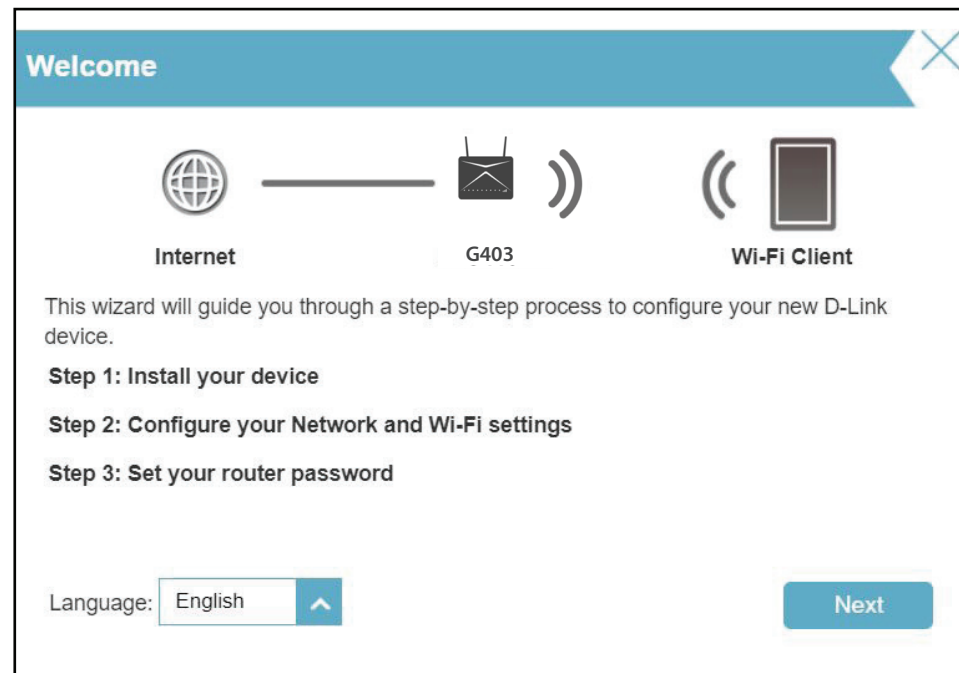 Welcome
Internet
G403
Wi-Fi Client
This wizard will guide you through a step-by-step process to configure your new D-Link
device.
Step 1: Install your device
Step 2: Configure your Network and Wi-Fi settings
Step 3: Set your router password
Language: English
Next